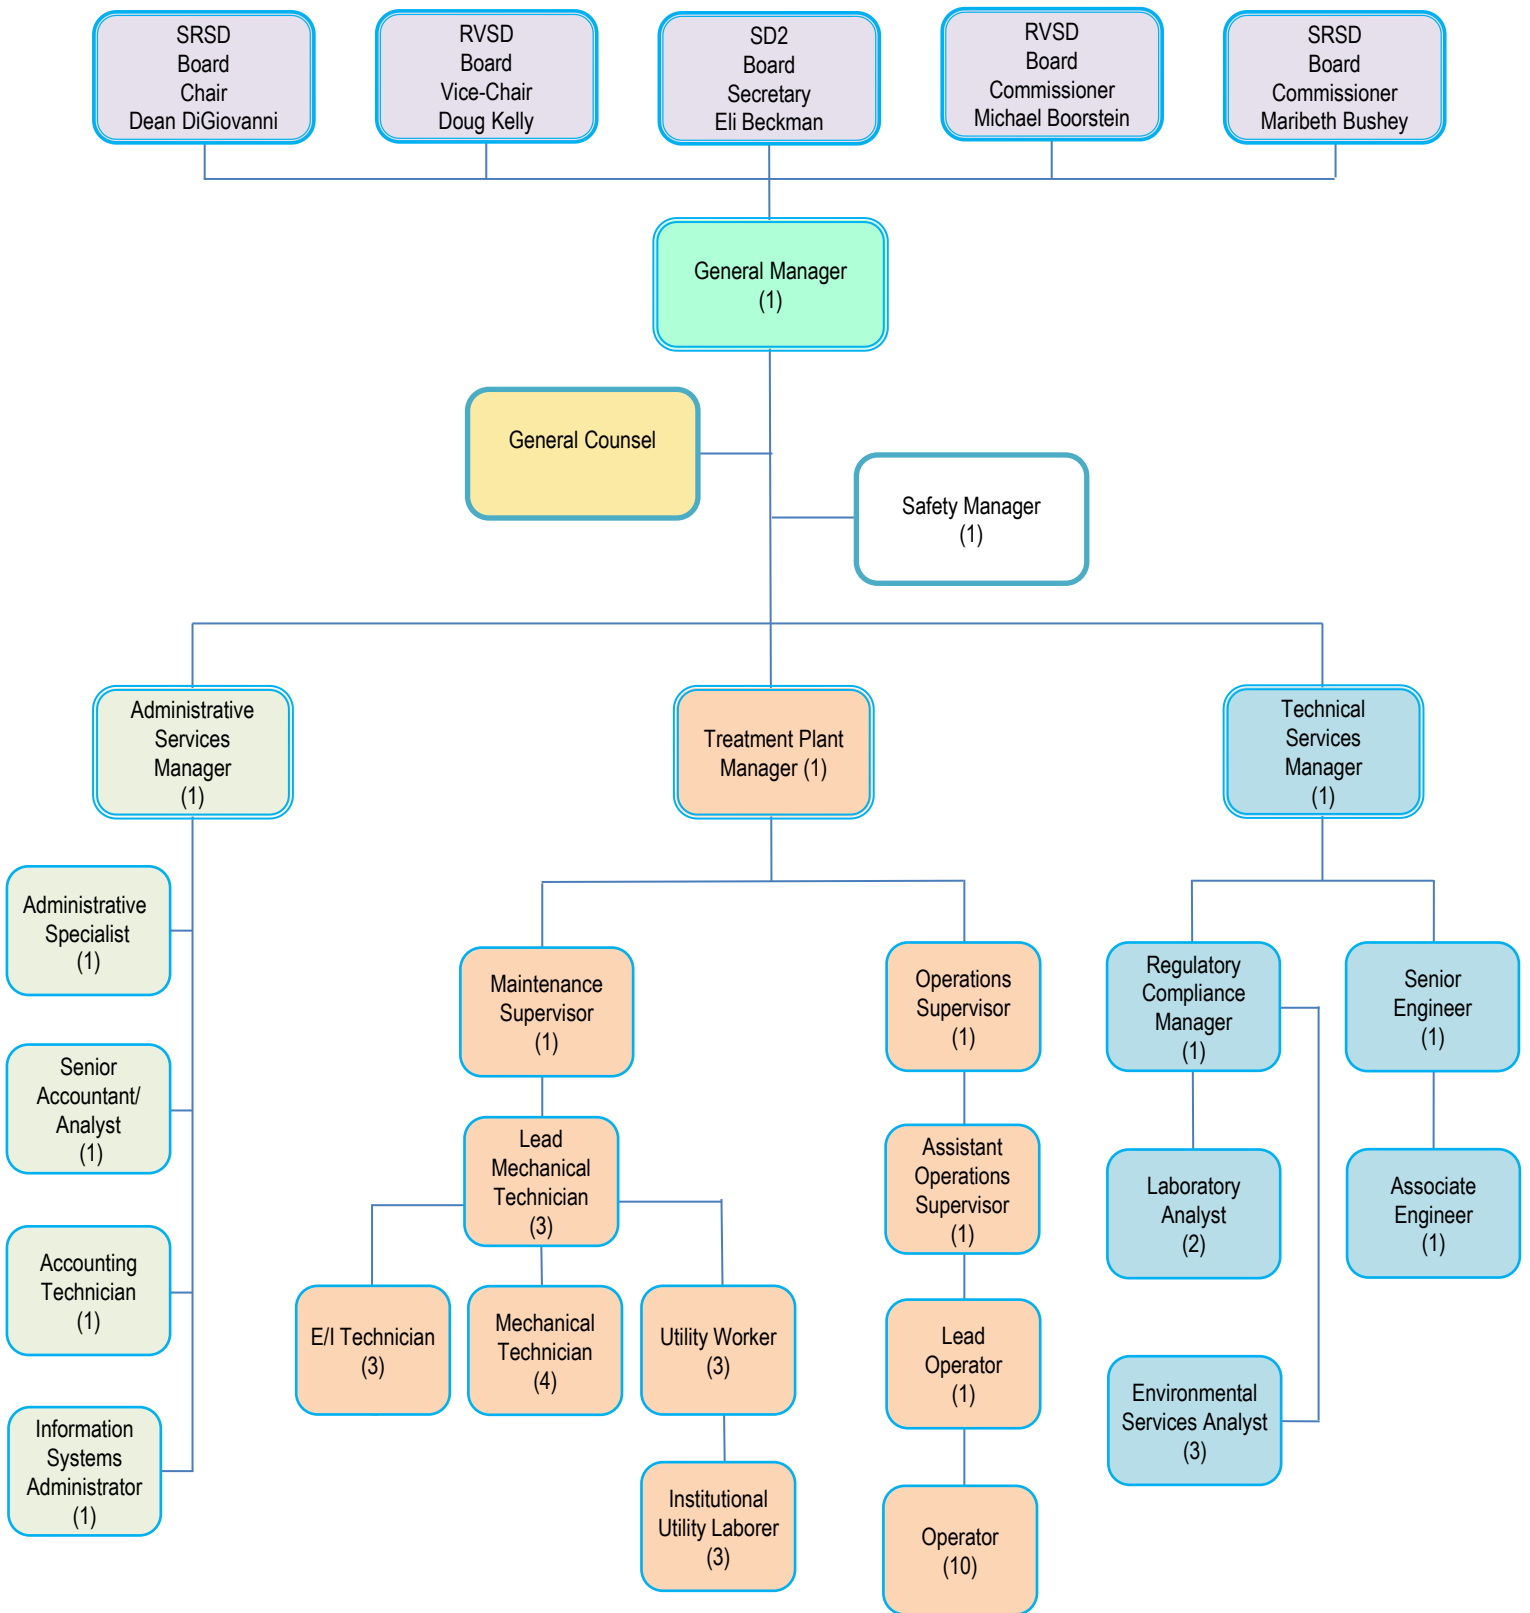 SRSD
Board
Chair
Dean DiGiovanni
RVSD
Board
Vice-Chair
Doug Kelly
SD2
Board
Secretary
Eli Beckman
RVSD
Board
Commissioner
Michael Boorstein
SRSD
Board
Commissioner
Maribeth Bushey
General Manager
(1)
General Counsel
Safety Manager
(1)
Administrative
Services
Manager
(1)
Treatment Plant
Manager (1)
Technical
Services
Manager
(1)
Administrative
Specialist
(1)
Senior
Accountant/
Analyst
(1)
Accounting
Technician
(1)
Information
Systems
Administrator
(1)
Maintenance
Supervisor
(1)
Lead
Mechanical
Technician
(3)
E/I Technician
(3)
Mechanical
Technician
(4)
Utility Worker
(3)
Institutional
Utility Laborer
(3)
Operations
Supervisor
(1)
Assistant
Operations
Supervisor
(1)
Lead
Operator
(1)
Operator
(10)
Regulatory
Compliance
Manager
(1)
Laboratory
Analyst
(2)
Environmental
Services Analyst
(3)
Senior
Engineer
(1)
Associate
Engineer
(1)